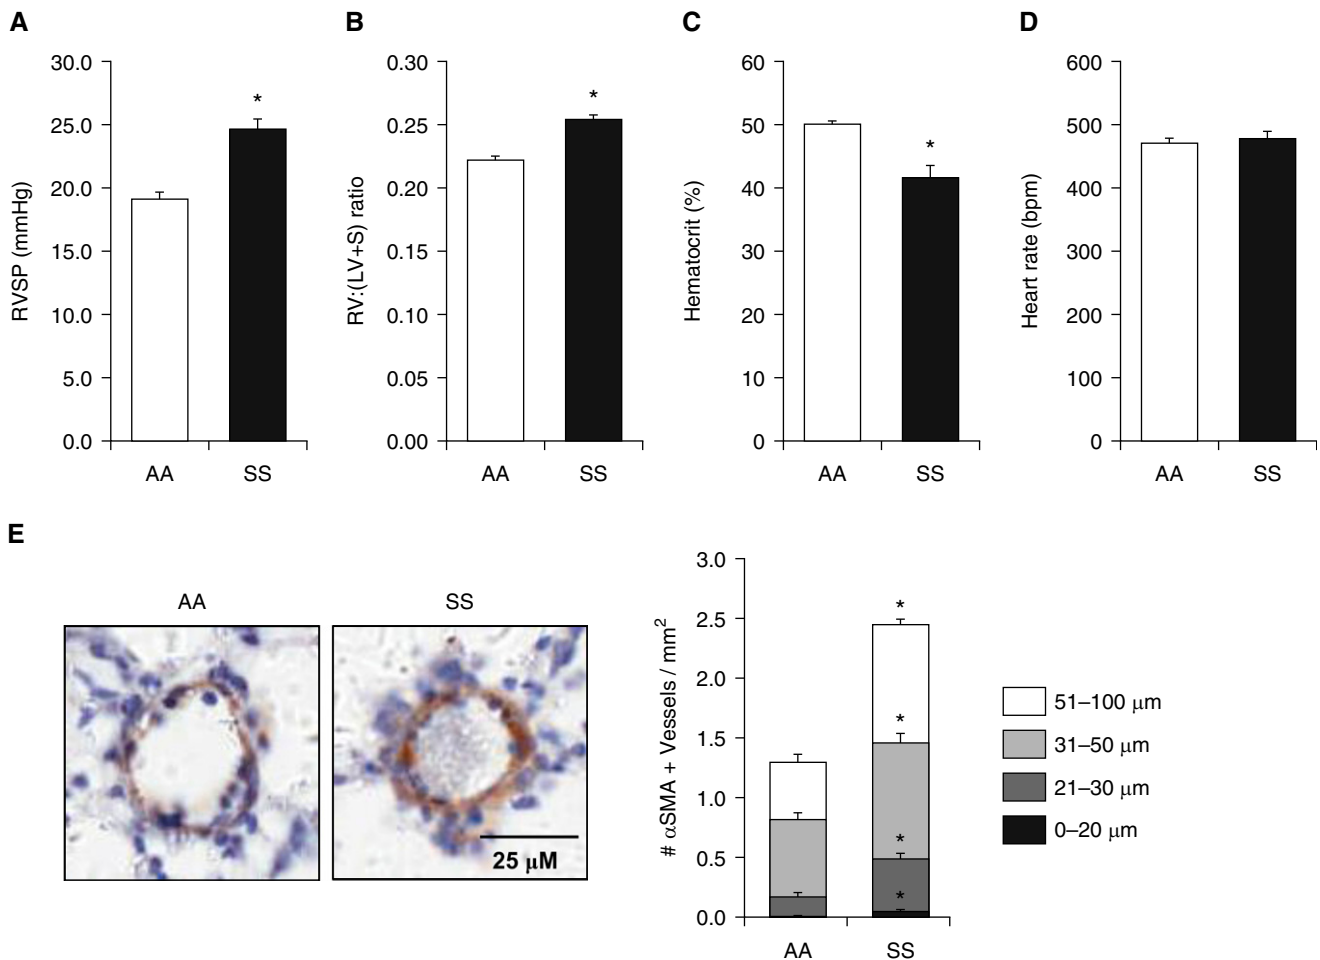 A
RVSP (mmHg)
30.0
25.0
20.0
15.0
10.0
5.0
0.0
*
AA
SS
B
RV:(LV+S) ratio
0.30
0.25
0.20
0.15
0.10
0.05
0.00
*
AA
SS
C
Hematocrit (%)
60
50
40
30
20
10
0
*
AA
SS
D
Heart rate (bpm)
600
500
400
300
200
100
0
AA
SS
E
AA
SS
25 μM
# αSMA + Vessels / mm²
3.0
2.5
2.0
1.5
1.0
0.5
0.0
*
*
*
*
AA
SS
51–100 μm
31–50 μm
21–30 μm
0–20 μm